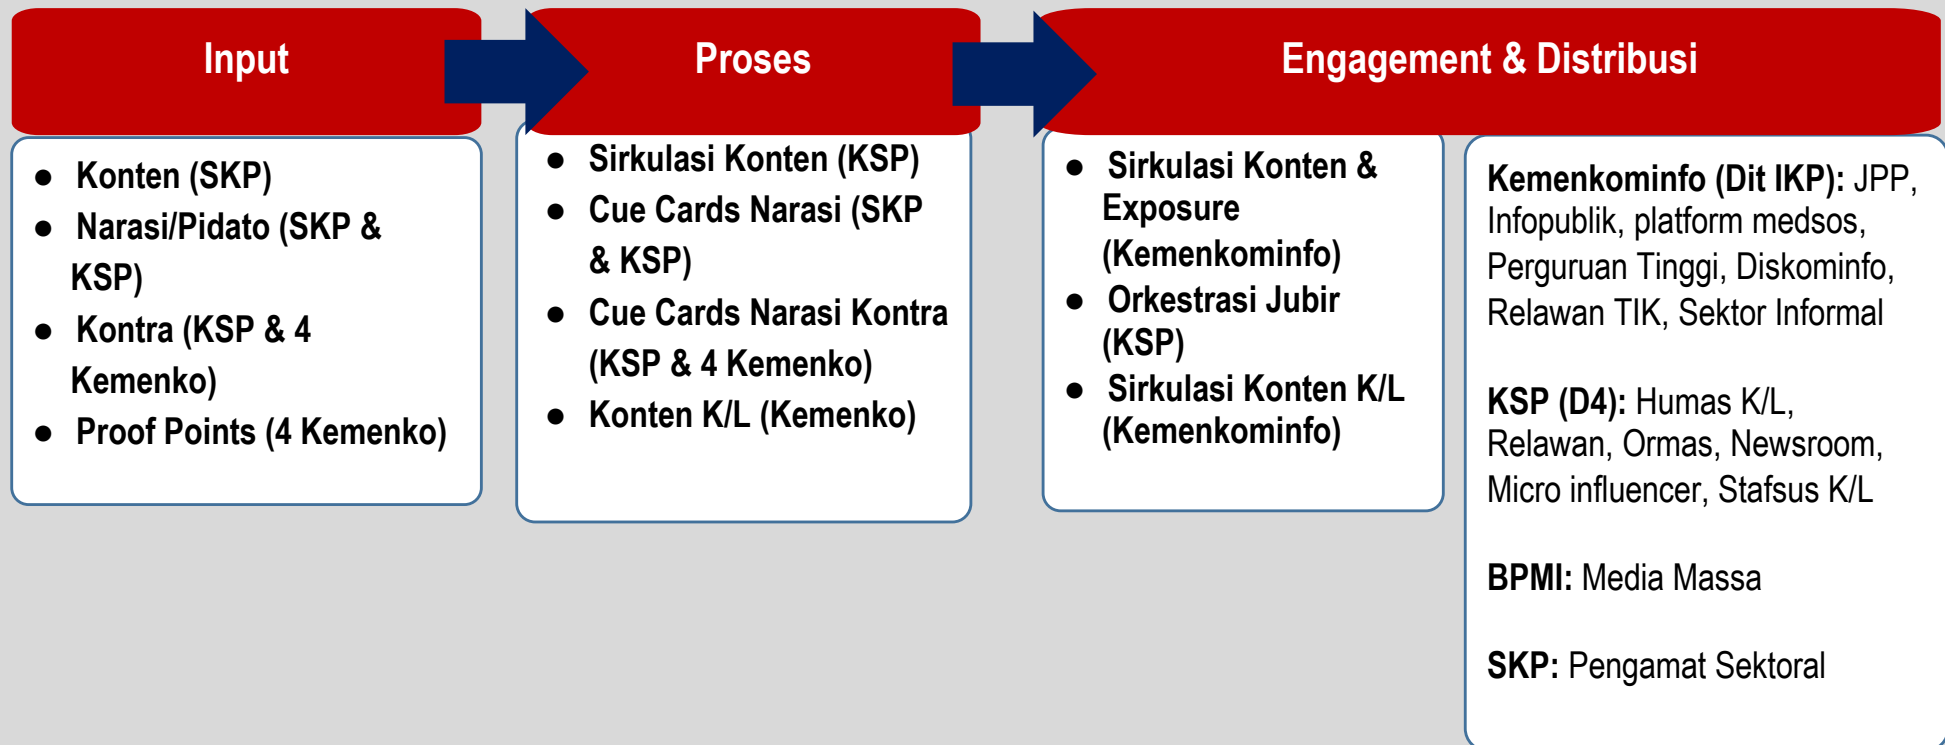 Input
● Konten (SKP)
● Narasi/Pidato (SKP &
KSP)
● Kontra (KSP & 4
Kemenko)
● Proof Points (4 Kemenko)
Proses
● Sirkulasi Konten (KSP)
● Cue Cards Narasi (SKP
& KSP)
● Cue Cards Narasi Kontra
(KSP & 4 Kemenko)
● Konten K/L (Kemenko)
Engagement & Distribusi
● Sirkulasi Konten &
Exposure
(Kemenkominfo)
● Orkestrasi Jubir
(KSP)
● Sirkulasi Konten K/L
(Kemenkominfo)
Kemenkominfo (Dit IKP): JPP,
Infopublik, platform medsos,
Perguruan Tinggi, Diskominfo,
Relawan TIK, Sektor Informal
KSP (D4): Humas K/L,
Relawan, Ormas, Newsroom,
Micro influencer, Stafsus K/L
BPMI: Media Massa
SKP: Pengamat Sektoral